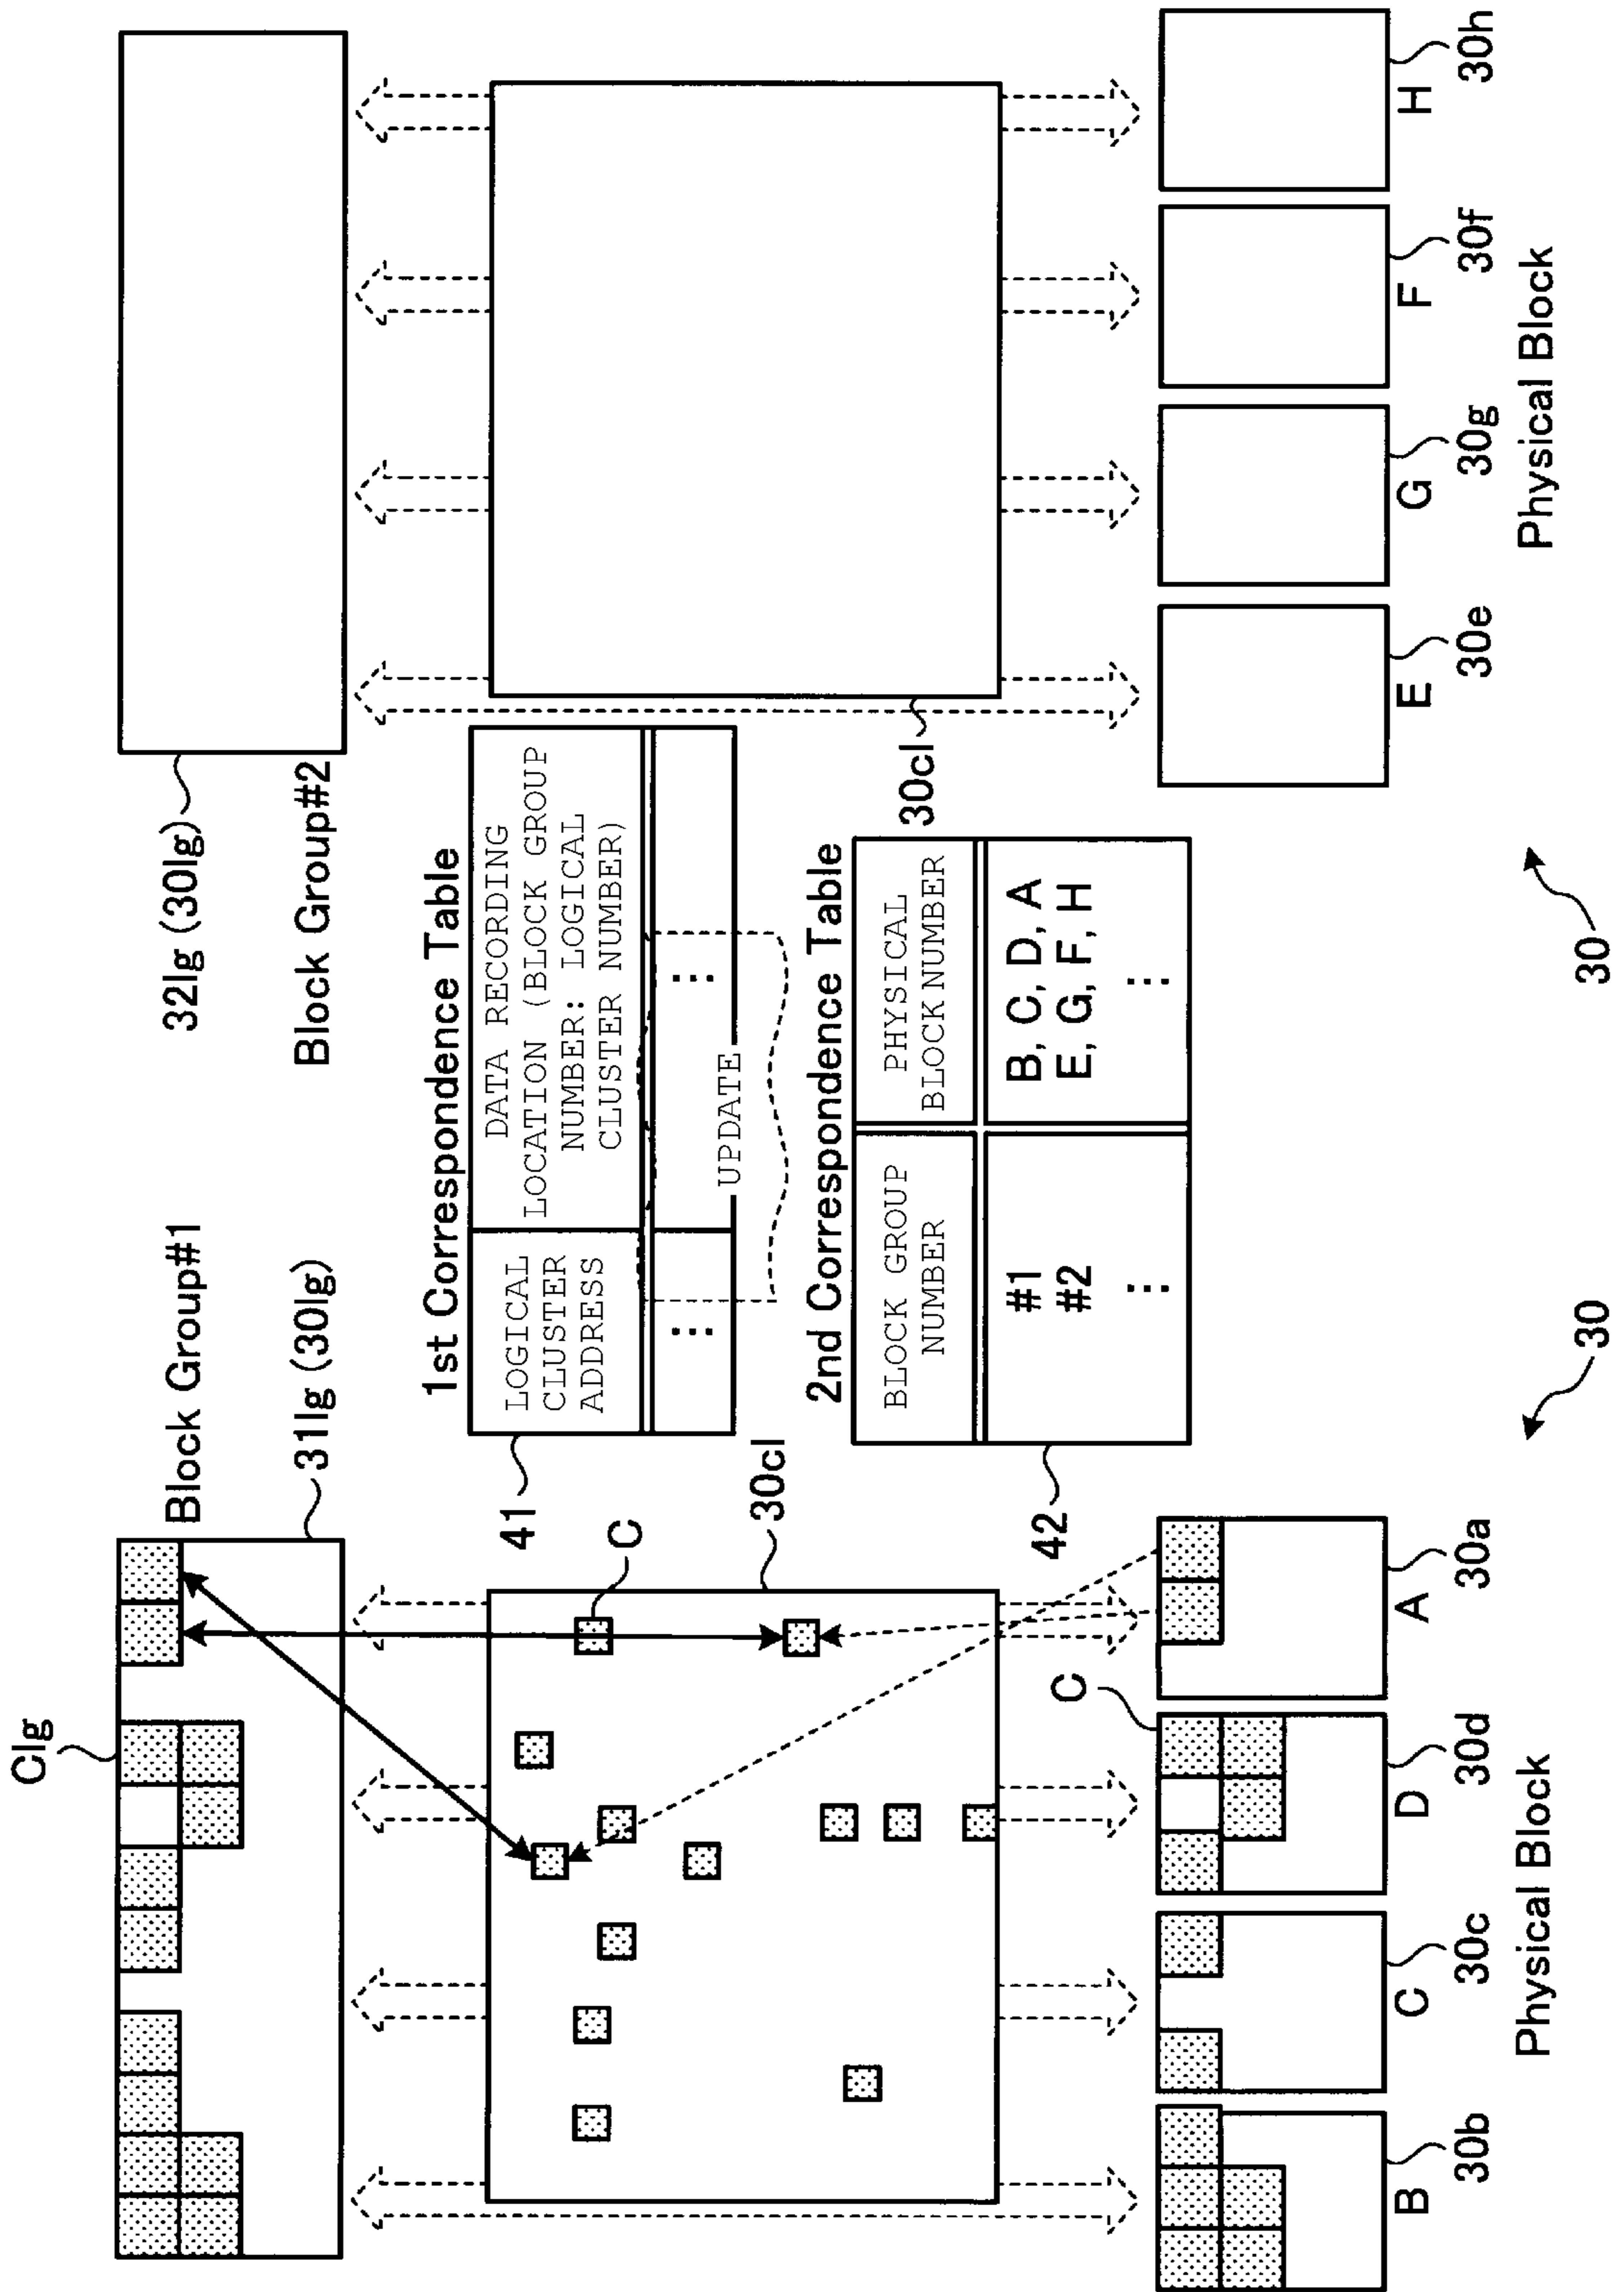 Clg
Block Group#1
31lg (30lg)
32lg (30lg)
Block Group#2
1st Correspondence Table
41
LOGICAL
CLUSTER
ADDRESS
DATA RECORDING
LOCATION (BLOCK GROUP
NUMBER: LOGICAL
CLUSTER NUMBER)
⋮
⋮
UPDATE
C
30cl
30cl
2nd Correspondence Table
42
BLOCK GROUP
NUMBER
PHYSICAL
BLOCK NUMBER
#1
B, C, D, A
#2
E, G, F, H
⋮
⋮
C
B
C
D
A
E
G
F
H
30b
30c
30d
30a
30e
30g
30f
30h
Physical Block
Physical Block
30
30